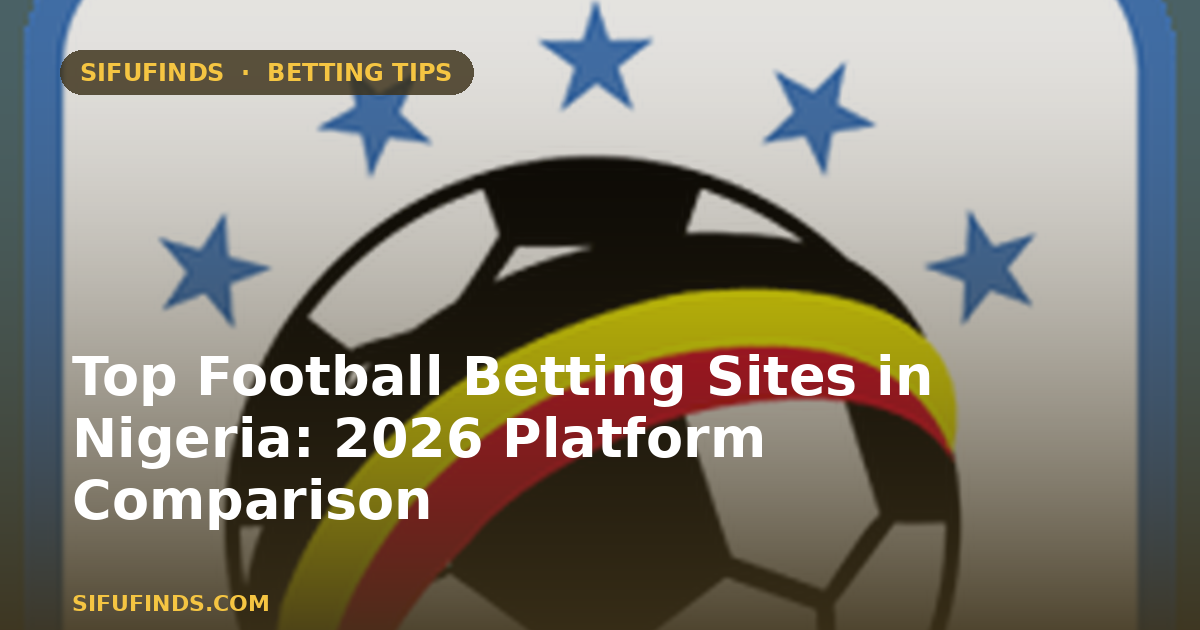 SIFUFINDS · BETTING TIPS
Top Football Betting Sites in
Nigeria: 2026 Platform
Comparison
SIFUFINDS.COM